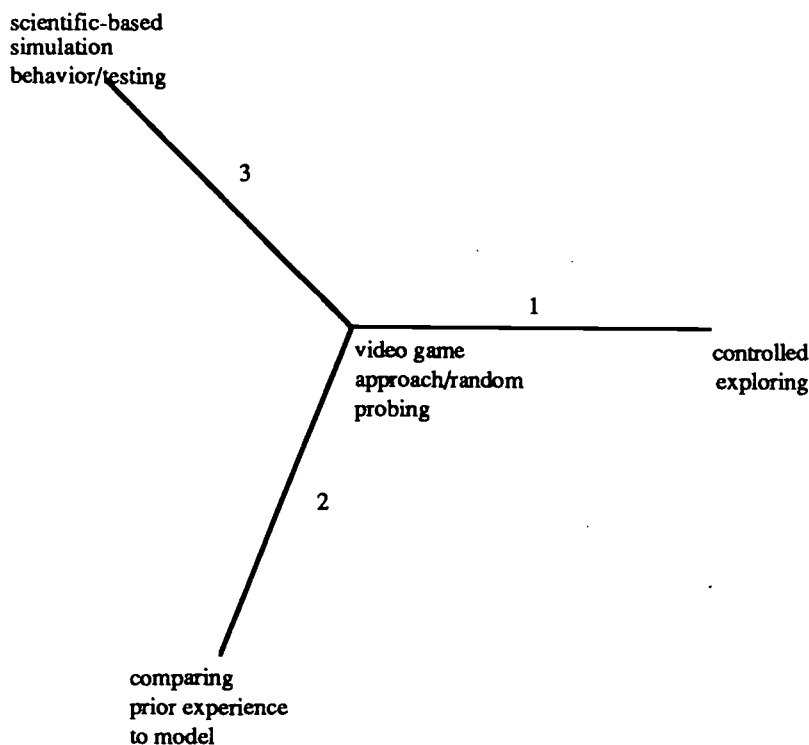 scientific-based
simulation
behavior/testing
3
1
video game
approach/random
probing
controlled
exploring
2
comparing
prior experience
to model